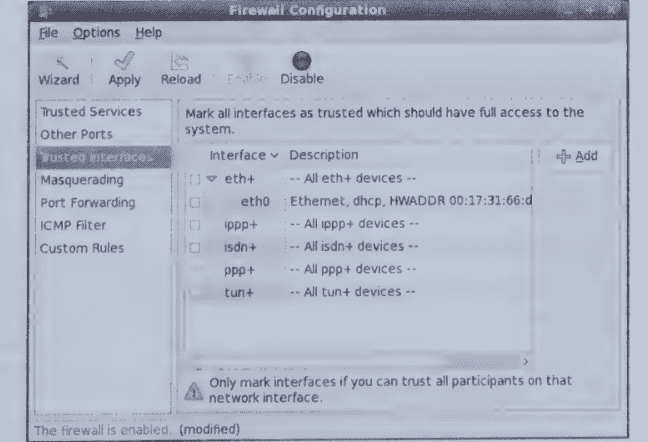 Firewall Configuration
File Options Help
Wizard Apply Reload Enable Disable
Trusted Services
Other Ports
Trusted Interfaces
Masquerading
Port Forwarding
ICMP Filter
Custom Rules
Mark all interfaces as trusted which should have full access to the
system.
Interface Description
eth+ -- All eth+ devices --
eth0 Ethernet, dhcp, HWADDR 00:17:31:66:d
ippp+ -- All ippp+ devices --
isdn+ -- All isdn+ devices --
ppp+ -- All ppp+ devices --
tun+ -- All tun+ devices --
Add
Only mark interfaces if you can trust all participants on that
network interface.
The firewall is enabled. (modified)